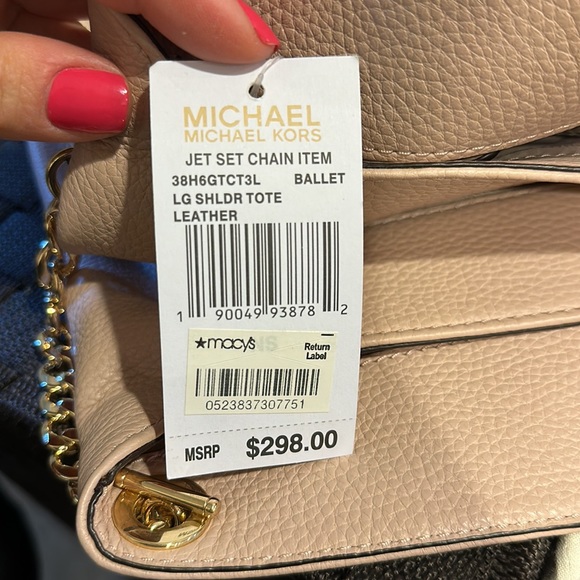 MICHAEL
MICHAEL KORS
JET SET CHAIN ITEM
38H6GTCT3L BALLET
LG SHLDR TOTE
LEATHER
1 90049 93878 2
★macy's Return
Label
0523837307751
MSRP $298.00